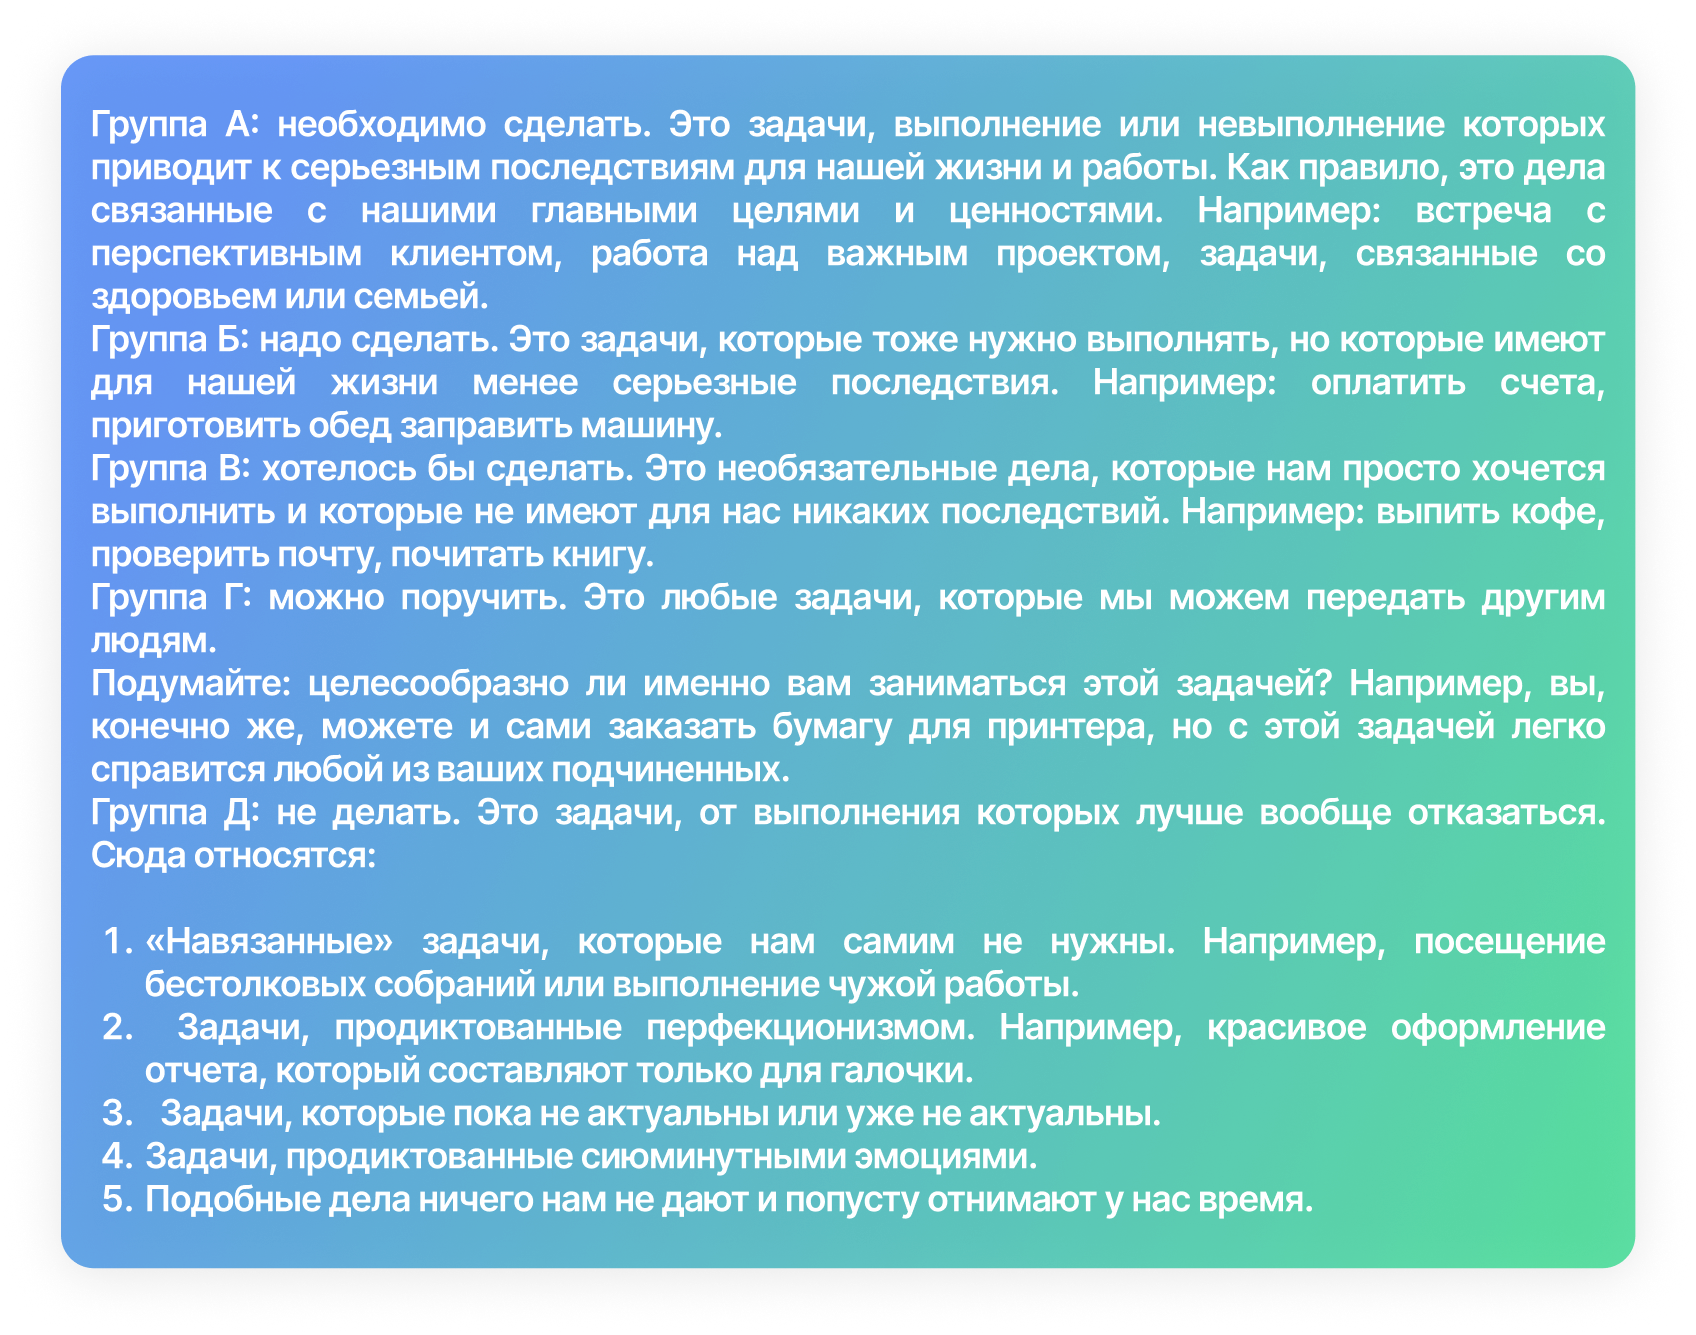 Группа А: необходимо сделать. Это задачи, выполнение или невыполнение которых
приводит к серьезным последствиям для нашей жизни и работы. Как правило, это дела
связанные с нашими главными целями и ценностями. Например: встреча с
перспективным клиентом, работа над важным проектом, задачи, связанные со
здоровьем или семьей.
Группа Б: надо сделать. Это задачи, которые тоже нужно выполнять, но которые имеют
для нашей жизни менее серьезные последствия. Например: оплатить счета,
приготовить обед заправить машину.
Группа В: хотелось бы сделать. Это необязательные дела, которые нам просто хочется
выполнить и которые не имеют для нас никаких последствий. Например: выпить кофе,
проверить почту, почитать книгу.
Группа Г: можно поручить. Это любые задачи, которые мы можем передать другим
людям.
Подумайте: целесообразно ли именно вам заниматься этой задачей? Например, вы,
конечно же, можете и сами заказать бумагу для принтера, но с этой задачей легко
справится любой из ваших подчиненных.
Группа Д: не делать. Это задачи, от выполнения которых лучше вообще отказаться.
Сюда относятся:
1. «Навязанные» задачи, которые нам самим не нужны. Например, посещение
бестолковых собраний или выполнение чужой работы.
2. Задачи, продиктованные перфекционизмом. Например, красивое оформление
отчета, который составляют только для галочки.
3. Задачи, которые пока не актуальны или уже не актуальны.
4. Задачи, продиктованные сиюминутными эмоциями.
5. Подобные дела ничего нам не дают и попусту отнимают у нас время.